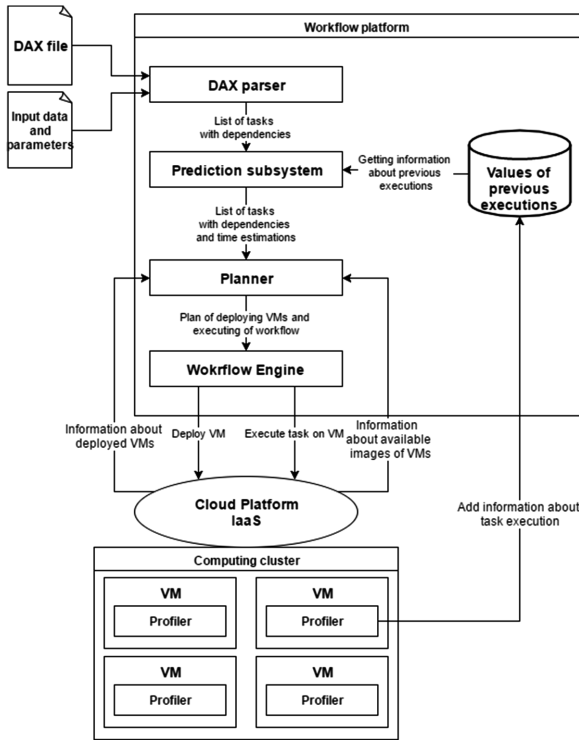 Workflow platform
DAX file
DAX parser
Input data
and
parameters
List of tasks
with dependencies
Prediction subsystem
Getting information
about previous
executions
Values of
previous
executions
List of tasks
with dependencies
and time estimations
Planner
Plan of deploying VMs and
executing of workflow
Wokrflow Engine
Information about
deployed VMs
Deploy VM
Execute task on VM
Information
about available
images of VMs
Cloud Platform
IaaS
Add information about
task execution
Computing cluster
VM
Profiler
VM
Profiler
VM
Profiler
VM
Profiler